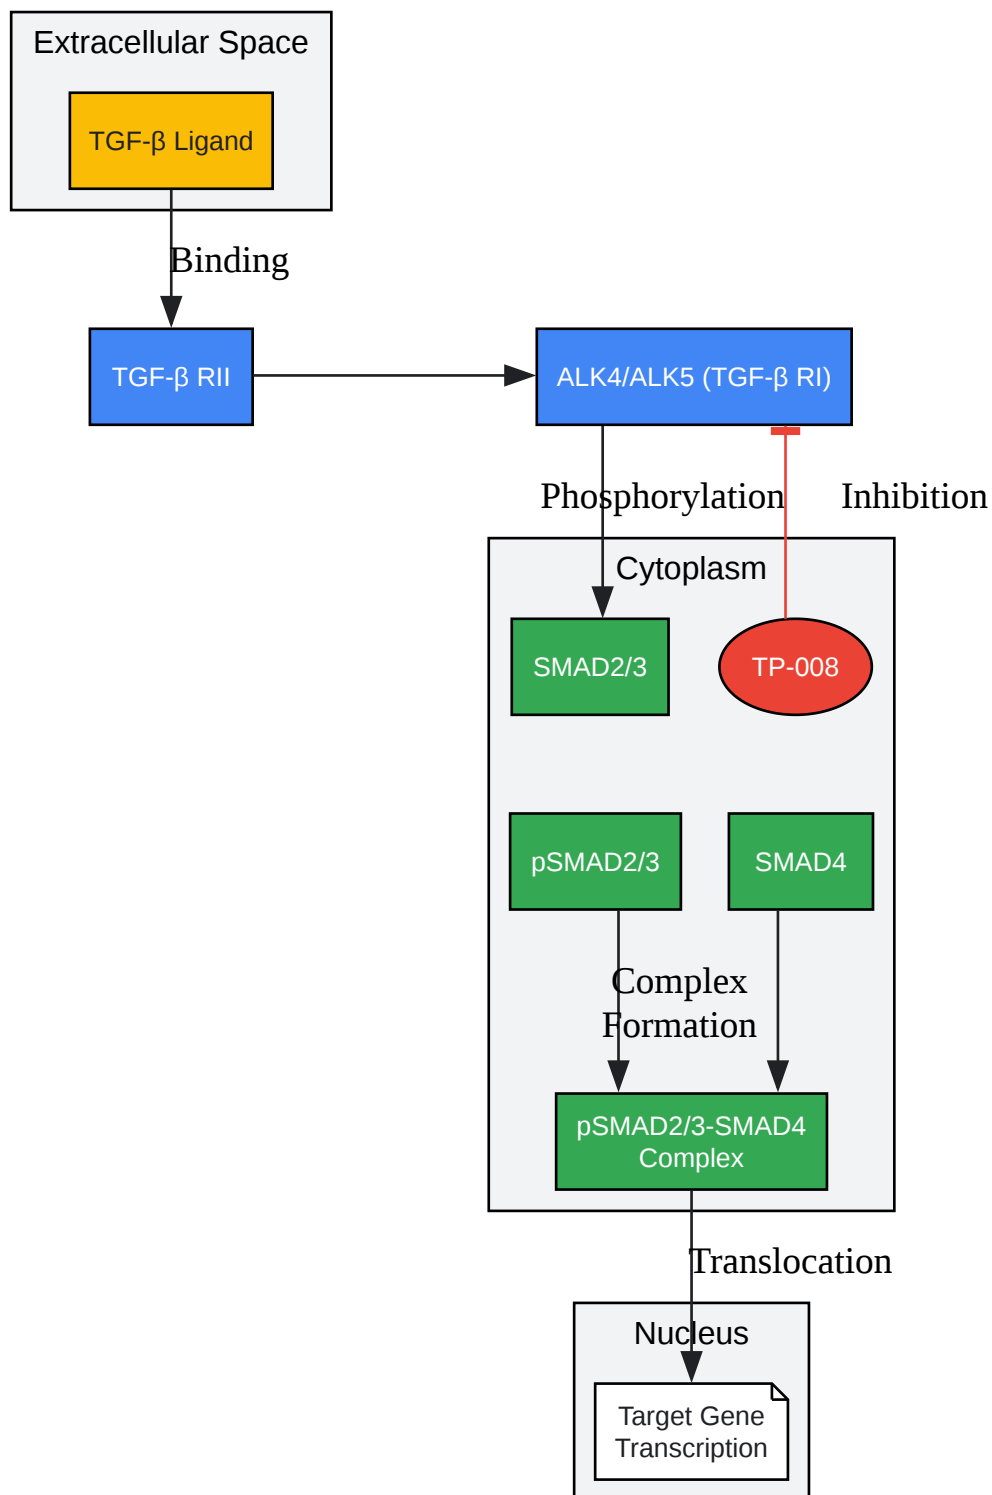 Extracellular Space
TGF-β Ligand
Binding
TGF-β RII
ALK4/ALK5 (TGF-β RI)
Phosphorylation
Inhibition
Cytoplasm
SMAD2/3
TP-008
pSMAD2/3
SMAD4
Complex
Formation
pSMAD2/3-SMAD4
Complex
Translocation
Nucleus
Target Gene
Transcription